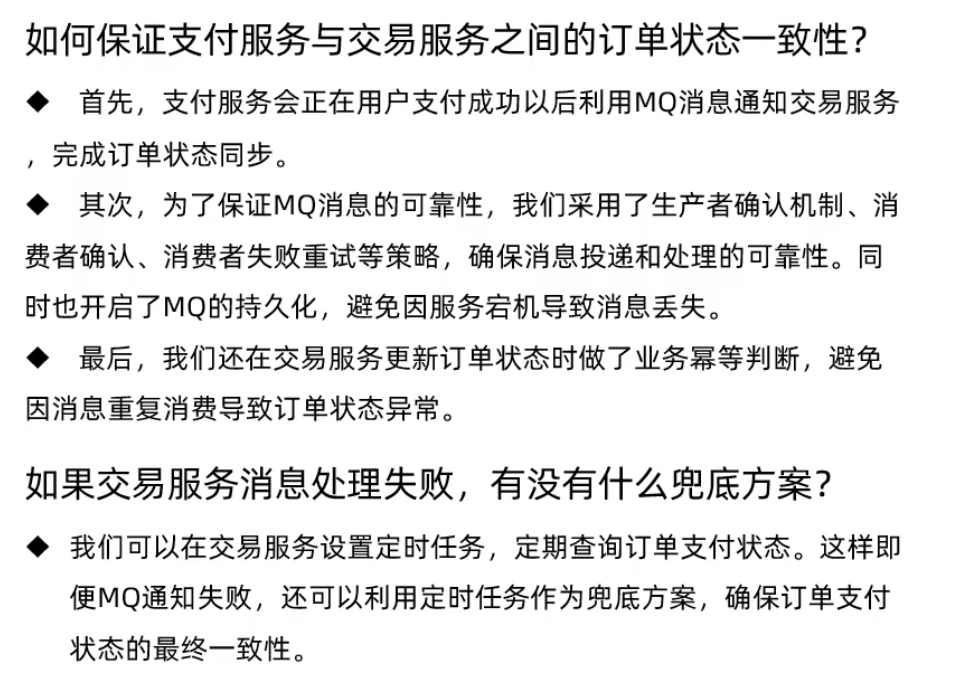 如何保证支付服务与交易服务之间的订单状态一致性？
◆ 首先，支付服务会正在用户支付成功以后利用MQ消息通知交易服务
，完成订单状态同步。
◆ 其次，为了保证MQ消息的可靠性，我们采用了生产者确认机制、消
费者确认、消费者失败重试等策略，确保消息投递和处理的可靠性。同
时也开启了MQ的持久化，避免因服务宕机导致消息丢失。
◆ 最后，我们还在交易服务更新订单状态时做了业务幂等判断，避免
因消息重复消费导致订单状态异常。
如果交易服务消息处理失败，有没有什么兜底方案？
◆ 我们可以在交易服务设置定时任务，定期查询订单支付状态。这样即
便MQ通知失败，还可以利用定时任务作为兜底方案，确保订单支付
状态的最终一致性。